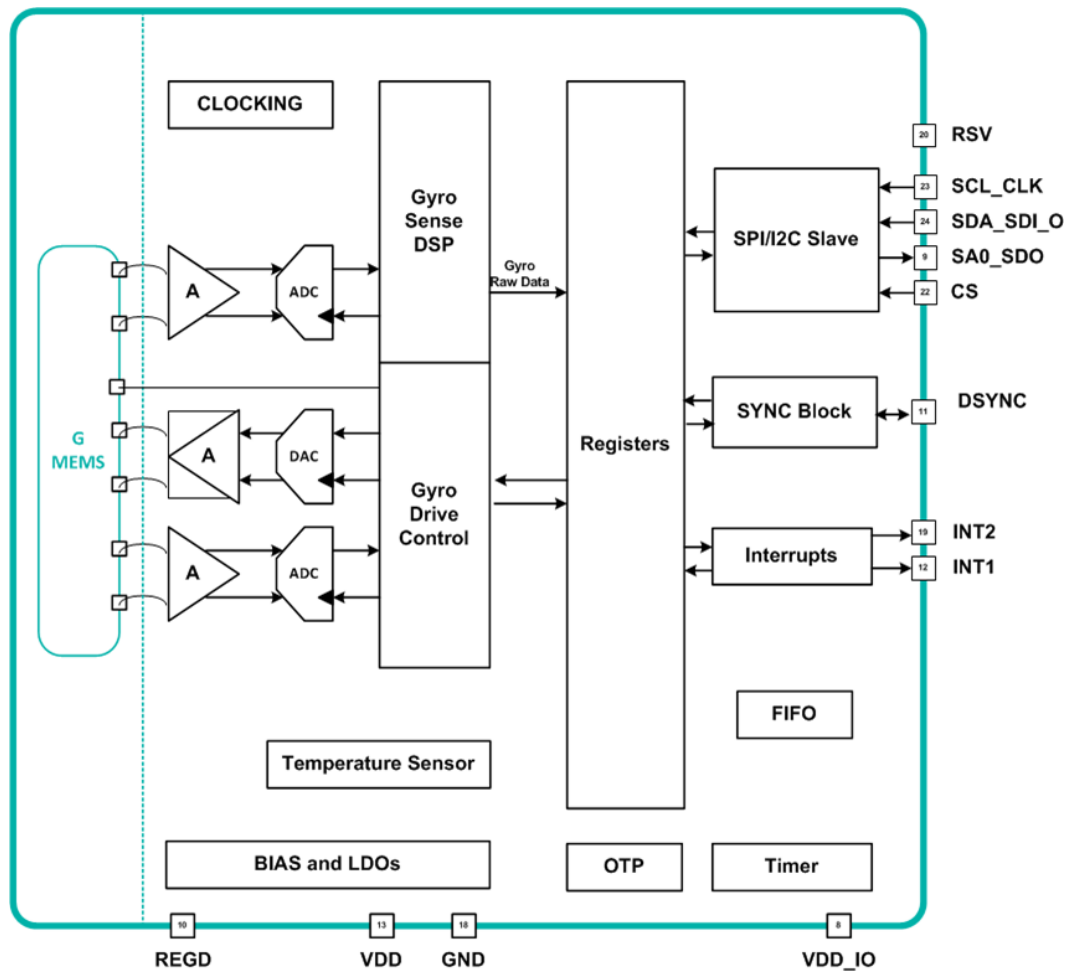 CLOCKING
Gyro
Sense
DSP
Gyro
Raw Data
SPI/I2C Slave
20 RSV
23 SCL_CLK
24 SDA_SDI_O
9 SA0_SDO
22 CS
A
ADC
G
MEMS
A
DAC
Gyro
Drive
Control
Registers
SYNC Block
11 DSYNC
A
ADC
Interrupts
19 INT2
12 INT1
FIFO
Temperature Sensor
BIAS and LDOs
OTP
Timer
10
13
18
8
REGD
VDD
GND
VDD_IO